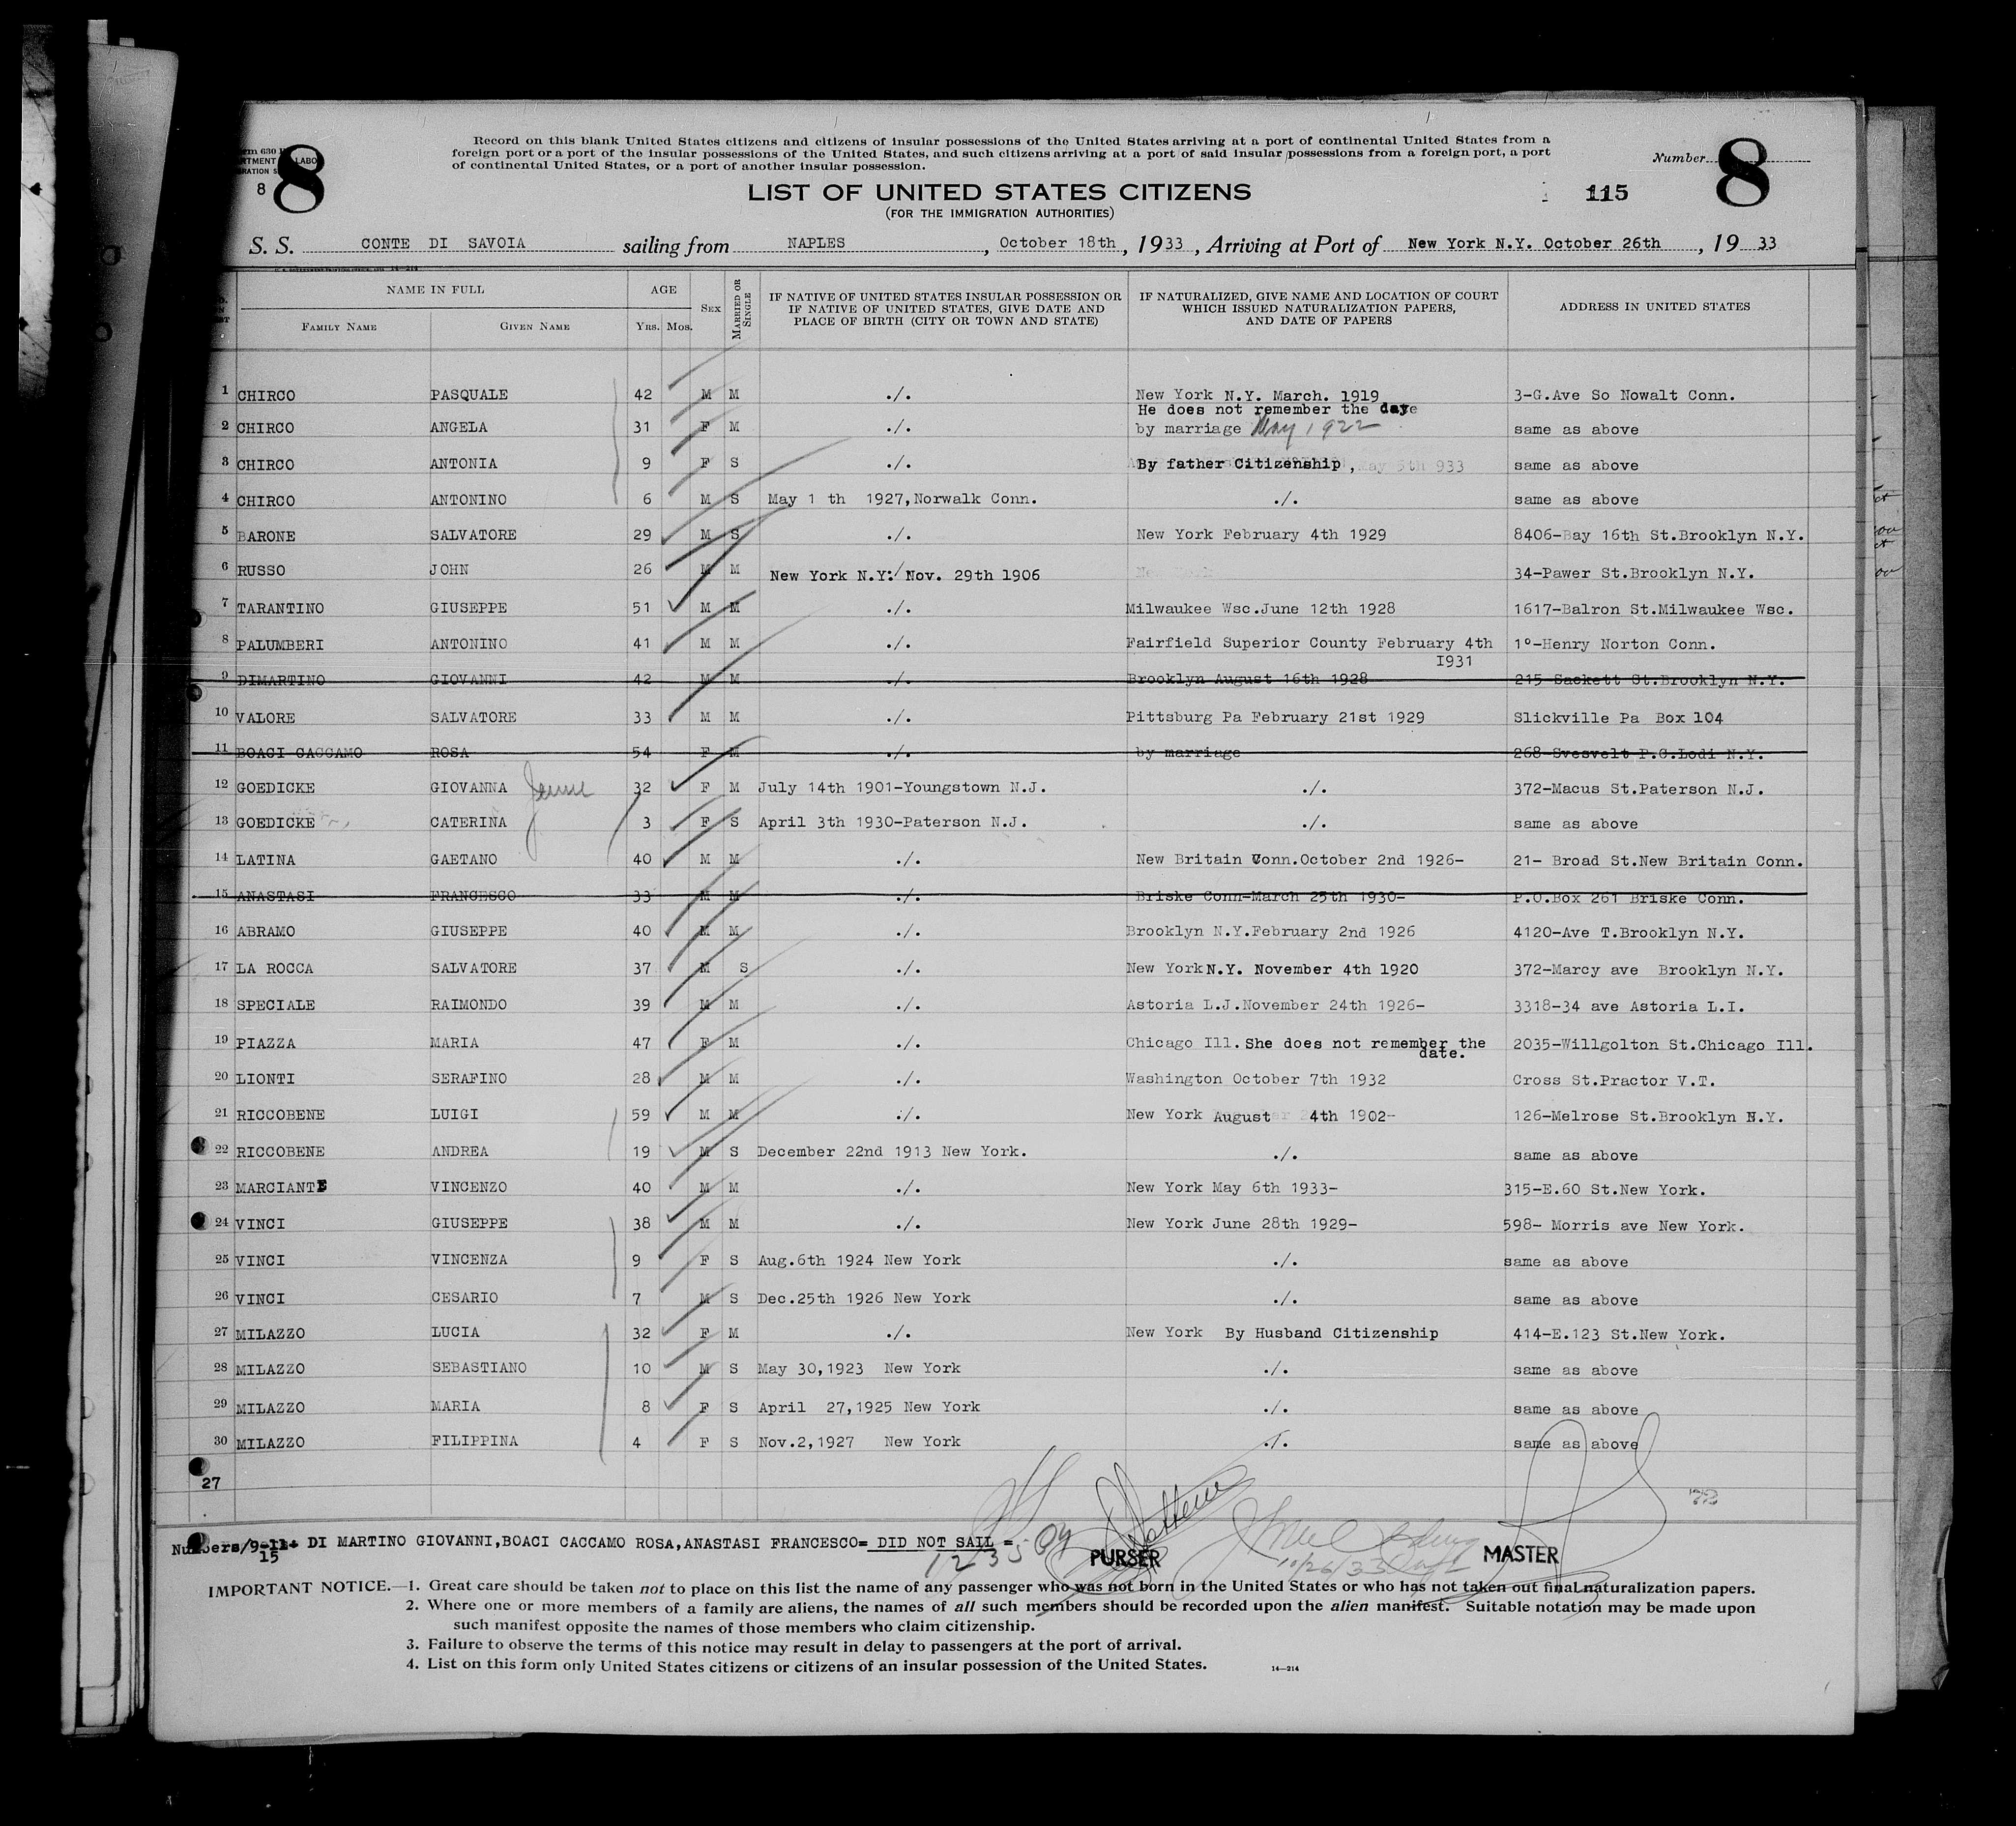 Record on this blank United States citizens and citizens of insular possessions of the United States arriving at a port of continental United States from a
foreign port or a port of the insular possessions of the United States, and such citizens arriving at a port of said insular possessions from a foreign port, a port
of continental United States, or a port of another insular possession.
8
8
Number 8
LIST OF UNITED STATES CITIZENS
115
(FOR THE IMMIGRATION AUTHORITIES)
S. S. CONTE DI SAVOIA sailing from NAPLES, October 18th, 1933, Arriving at Port of New York N.Y. October 26th, 19 33
NAME IN FULL AGE SEX MARRIED OR SINGLE IF NATIVE OF UNITED STATES INSULAR POSSESSION OR IF NATIVE OF UNITED STATES, GIVE DATE AND PLACE OF BIRTH (CITY OR TOWN AND STATE) IF NATURALIZED, GIVE NAME AND LOCATION OF COURT WHICH ISSUED NATURALIZATION PAPERS, AND DATE OF PAPERS ADDRESS IN UNITED STATES
FAMILY NAME GIVEN NAME Yrs. Mos.
1 CHIRCO PASQUALE 42 M M ./. New York N.Y. March. 1919 3-G.Ave So Nowalt Conn.
He does not remember the daye
2 CHIRCO ANGELA 31 F M ./. by marriage May 1922 same as above
3 CHIRCO ANTONIA 9 F S ./. By father Citizenship, same as above
4 CHIRCO ANTONINO 6 M S May 1 th 1927,Norwalk Conn. ./. same as above
5 BARONE SALVATORE 29 M S ./. New York February 4th 1929 8406-Bay 16th St.Brooklyn N.Y.
6 RUSSO JOHN 26 M M New York N.Y. Nov. 29th 1906 34-Pawer St.Brooklyn N.Y.
7 TARANTINO GIUSEPPE 51 M M ./. Milwaukee Wsc.June 12th 1928 1617-Balron St.Milwaukee Wsc.
8 PALUMBERI ANTONINO 41 M M ./. Fairfield Superior County February 4th 1°-Henry Norton Conn.
I931
9 DIMARTINO GIOVANNI 42 M M ./. Brooklyn August 16th 1928 215 Sackett St.Brooklyn N.Y.
10 VALORE SALVATORE 33 M M ./. Pittsburg Pa February 21st 1929 Slickville Pa Box 104
11 BOACI CACCAMO ROSA 54 F M ./. by marriage 268-Svesvelt P.O.Lodi N.Y.
12 GOEDICKE GIOVANNA Jennie 32 F M July 14th 1901-Youngstown N.J. ./. 372-Macus St.Paterson N.J.
13 GOEDICKE CATERINA 3 F S April 3th 1930-Paterson N.J. ./. same as above
14 LATINA GAETANO 40 M M ./. New Britain Conn.October 2nd 1926- 21- Broad St.New Britain Conn.
15 ANASTASI FRANCESCO 33 M M ./. Briske Conn-March 25th 1930- P.O.Box 261 Briske Conn.
16 ABRAMO GIUSEPPE 40 M M ./. Brooklyn N.Y.February 2nd 1926 4120-Ave T.Brooklyn N.Y.
17 LA ROCCA SALVATORE 37 M S ./. New York N.Y. November 4th 1920 372-Marcy ave Brooklyn N.Y.
18 SPECIALE RAIMONDO 39 M M ./. Astoria L.J.November 24th 1926- 3318-34 ave Astoria L.I.
19 PIAZZA MARIA 47 F M ./. Chicago Ill. She does not remember the 2035-Willgolton St.Chicago Ill.
date.
20 LIONTI SERAFINO 28 M M ./. Washington October 7th 1932 Cross St.Practor V.T.
21 RICCOBENE LUIGI 59 M M ./. New York August 4th 1902- 126-Melrose St.Brooklyn N.Y.
22 RICCOBENE ANDREA 19 M S December 22nd 1913 New York. ./. same as above
23 MARCIANTE VINCENZO 40 M M ./. New York May 6th 1933- 315-E.60 St.New York.
24 VINCI GIUSEPPE 38 M M ./. New York June 28th 1929- 598- Morris ave New York.
25 VINCI VINCENZA 9 F S Aug.6th 1924 New York ./. same as above
26 VINCI CESARIO 7 M S Dec.25th 1926 New York ./. same as above
27 MILAZZO LUCIA 32 F M ./. New York By Husband Citizenship 414-E.123 St.New York.
28 MILAZZO SEBASTIANO 10 M S May 30,1923 New York ./. same as above
29 MILAZZO MARIA 8 F S April 27,1925 New York ./. same as above
30 MILAZZO FILIPPINA 4 F S Nov.2,1927 New York ./. same as above
27
Numbers/9-11+ DI MARTINO GIOVANNI,BOACI CACCAMO ROSA,ANASTASI FRANCESCO= DID NOT SAIL =
15
PURSER 10/26/33 MASTER
IMPORTANT NOTICE.—1. Great care should be taken not to place on this list the name of any passenger who was not born in the United States or who has not taken out final naturalization papers.
2. Where one or more members of a family are aliens, the names of all such members should be recorded upon the alien manifest. Suitable notation may be made upon
such manifest opposite the names of those members who claim citizenship.
3. Failure to observe the terms of this notice may result in delay to passengers at the port of arrival.
4. List on this form only United States citizens or citizens of an insular possession of the United States.
14—214